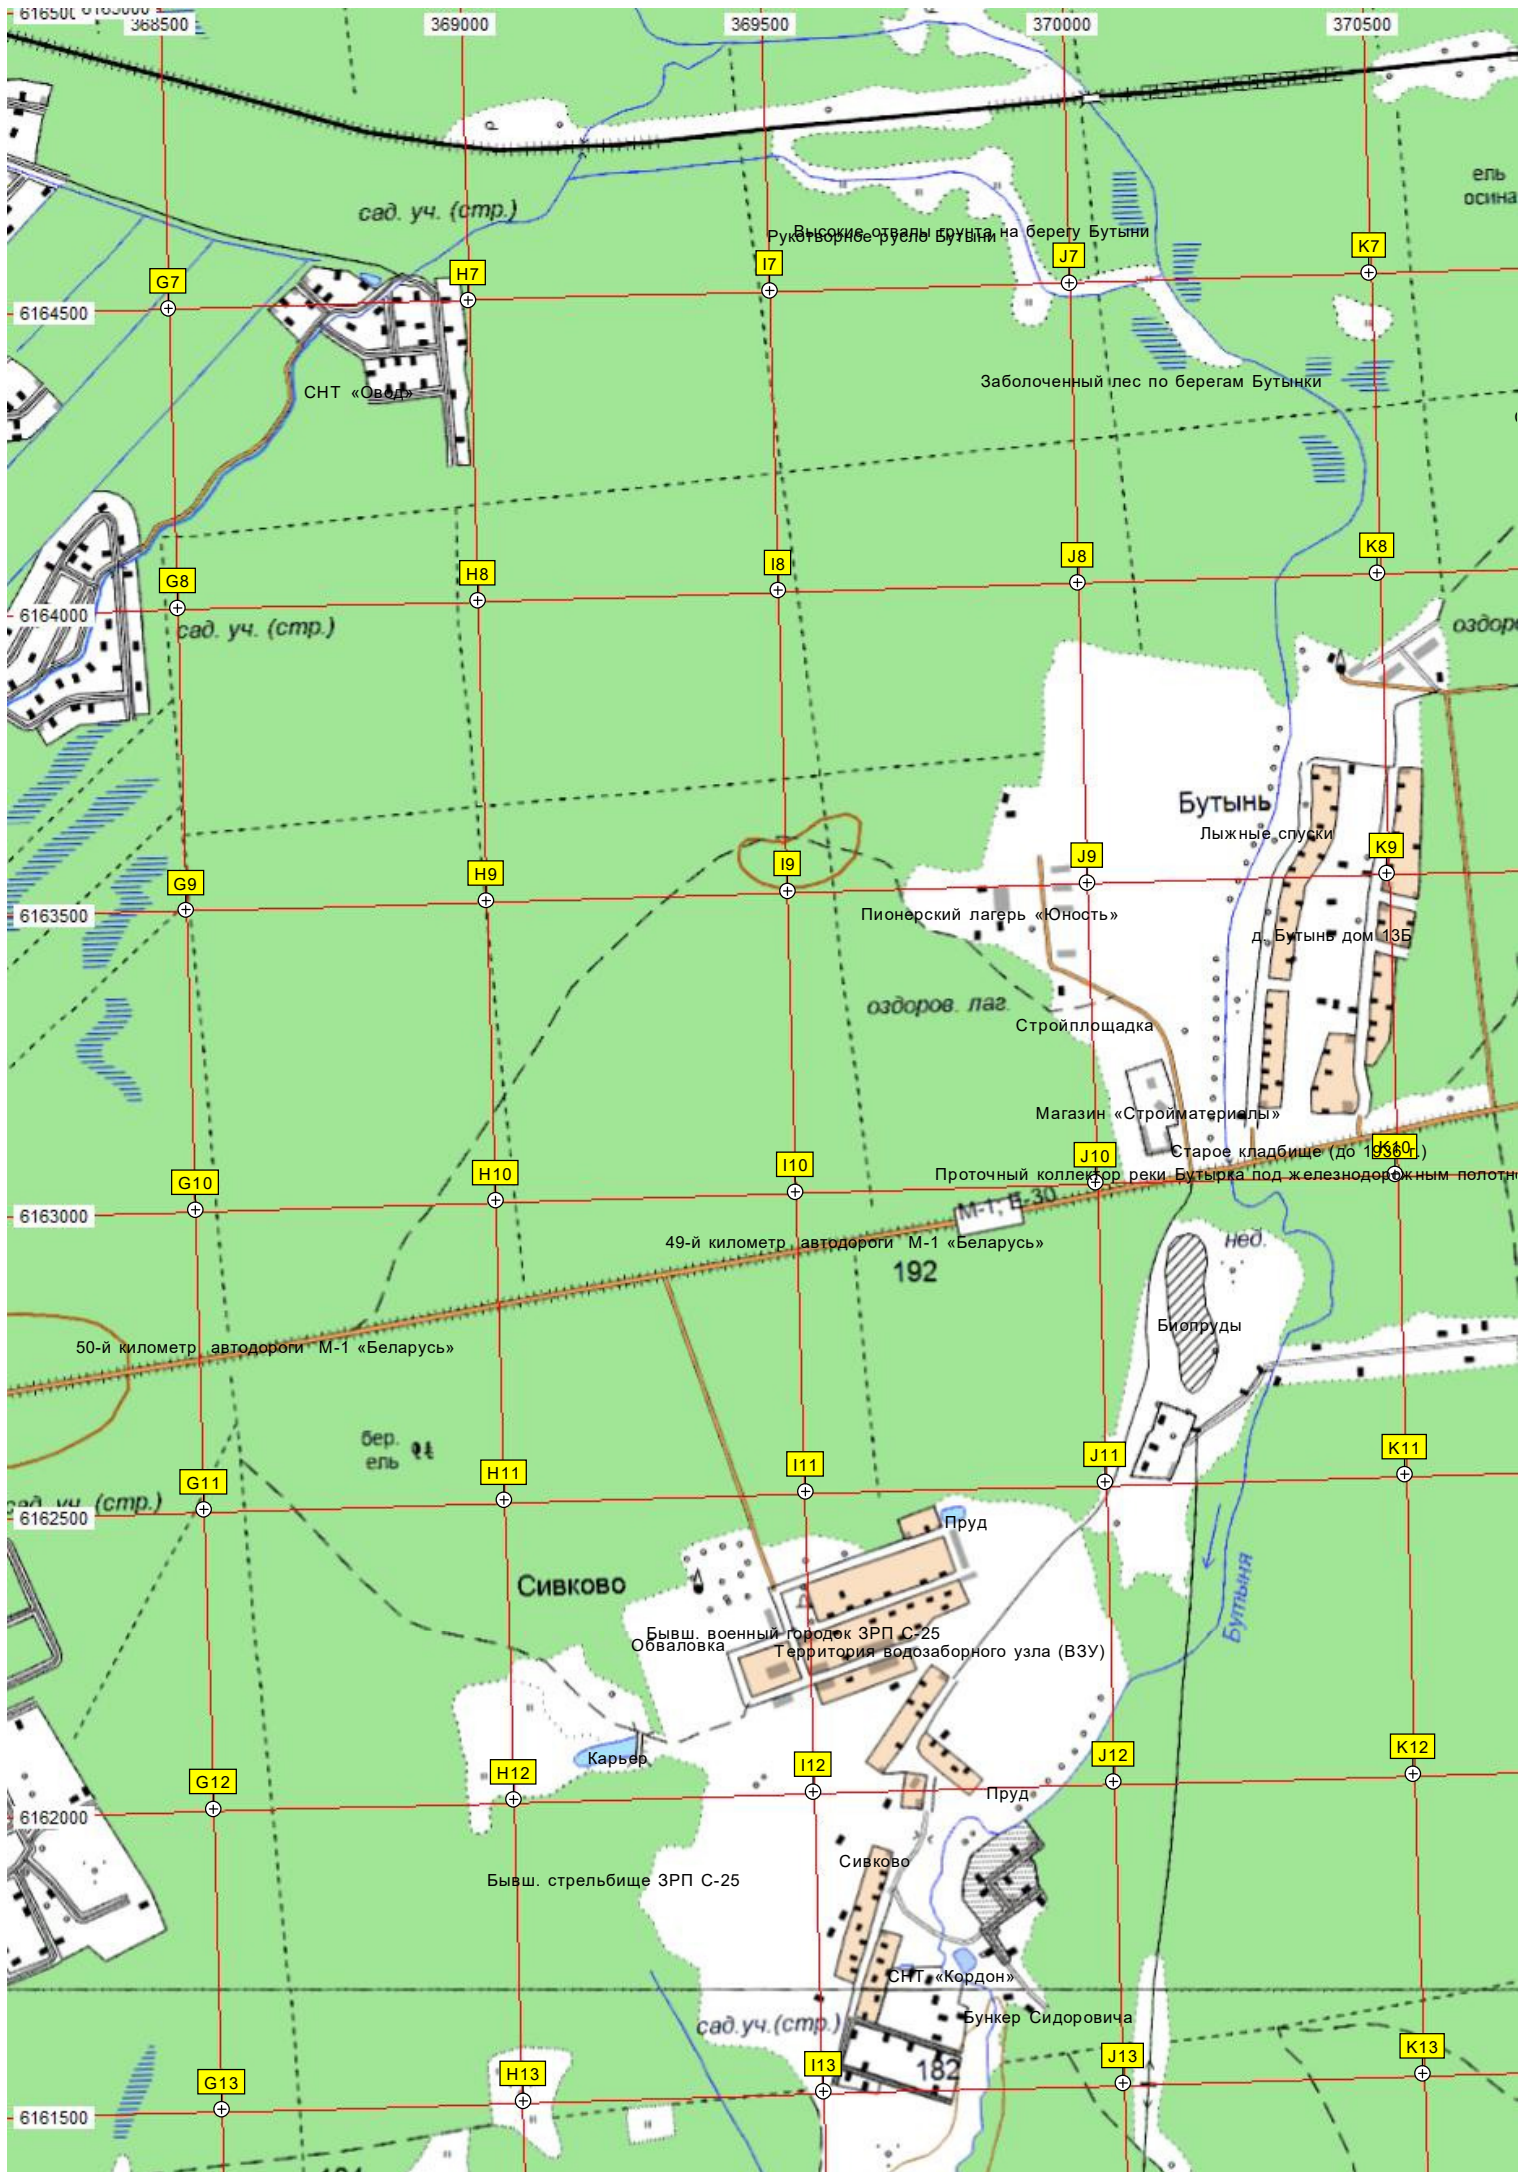 368500
369000
369500
370000
370500
ель
осина
сад. уч. (стр.)
Высокие отвалы грунта на берегу Бутыни
Рукотворное русло Бутыни
G7
H7
I7
J7
K7
6164500
Заболоченный лес по берегам Бутынки
СНТ «Овод»
G8
H8
I8
J8
K8
6164000
сад. уч. (стр.)
Бутынь
Лыжные спуски
G9
H9
I9
J9
K9
6163500
Пионерский лагерь «Юность»
д. Бутынь дом 13Б
оздоров. лаг.
Стройплощадка
Магазин «Стройматериалы»
Старое кладбище (до 1936 г.)
G10
H10
I10
J10
K10
Проточный коллектор реки Бутырка под железнодорожным
6163000
М-1, Е-30
49-й километр автодороги М-1 «Беларусь»
нед.
192
Биопруды
50-й километр автодороги М-1 «Беларусь»
бер.
ель
G11
H11
I11
J11
K11
сад. уч. (стр.)
6162500
Пруд
Сивково
Бутыня
Бывш. военный городок ЗРП С-25
Обваловка
Территория водозаборного узла (ВЗУ)
Карьер
G12
H12
I12
J12
K12
Пруд
6162000
Сивково
Бывш. стрельбище ЗРП С-25
СНТ «Кордон»
сад.уч.(стр.)
Бункер Сидоровича
182
G13
H13
I13
J13
K13
6161500